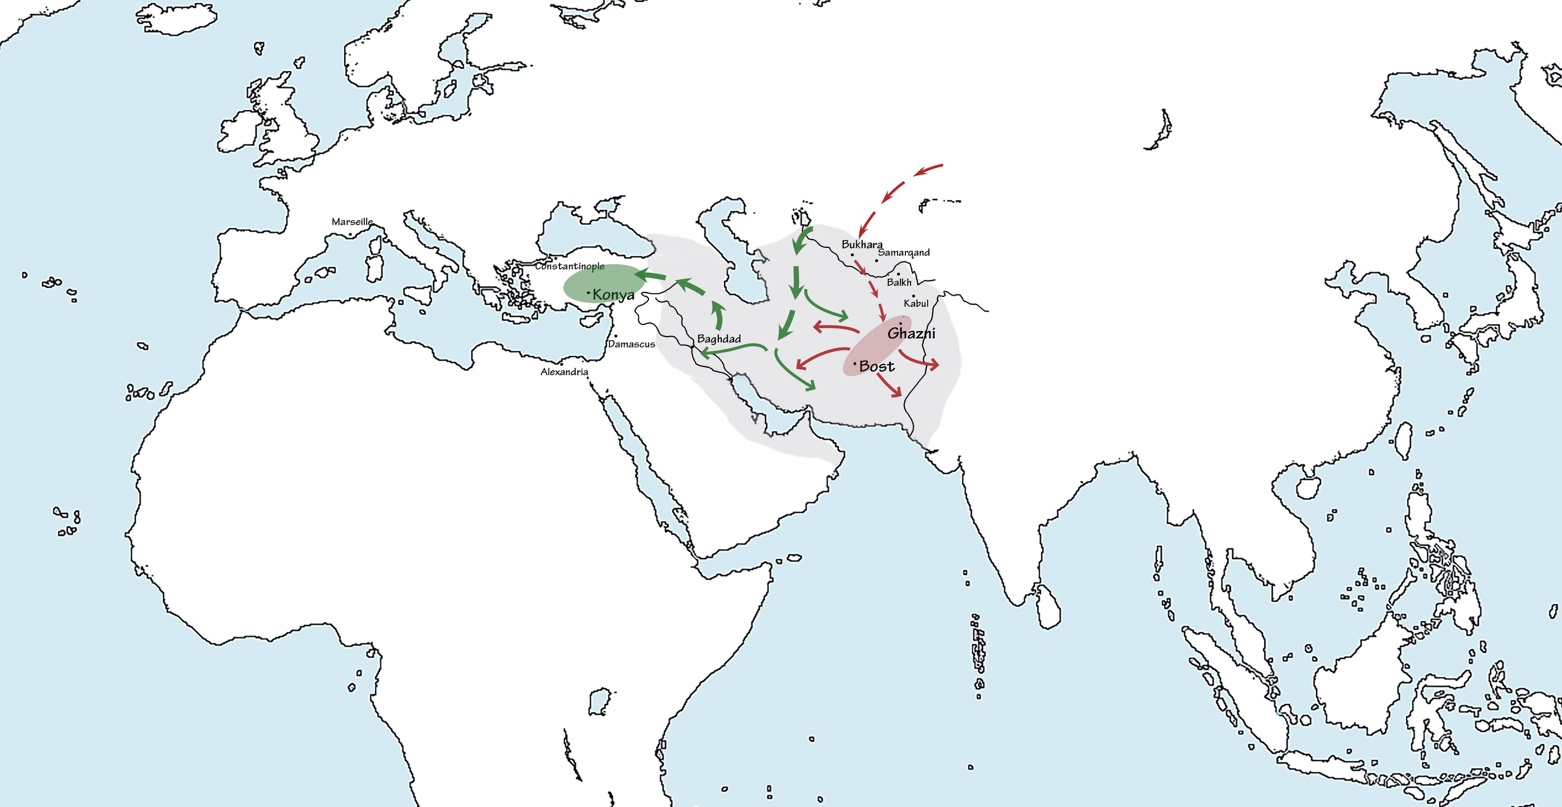 Marseille
Bukhara
Samarqand
Constantinople
Balkh
Konya
Kabul
Ghazni
Baghdad
Damascus
Bost
Alexandria